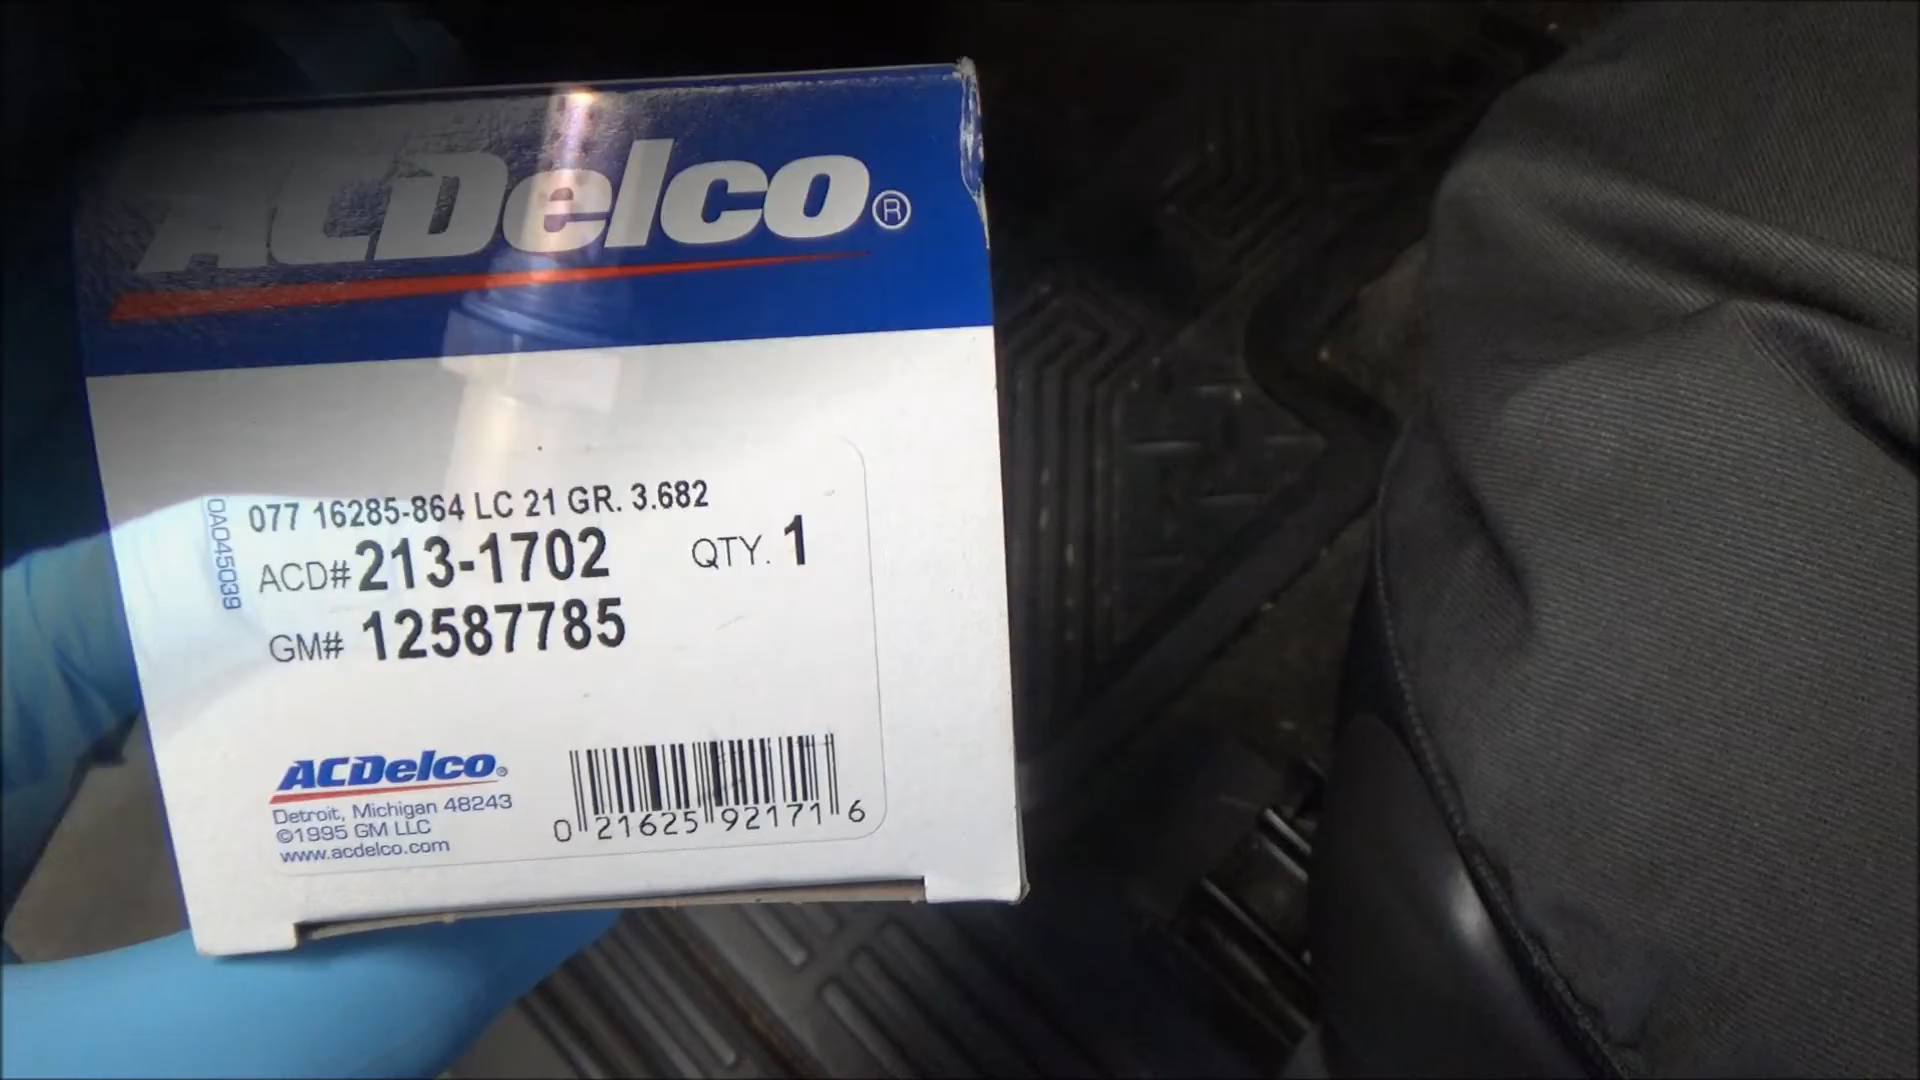 ACDelco®
077 16285-864 LC 21 GR. 3.682
ACD# 213-1702 QTY. 1
GM# 12587785
0A045039
ACDelco®
Detroit, Michigan 48243
©1995 GM LLC
www.acdelco.com
0 21625 92171 6